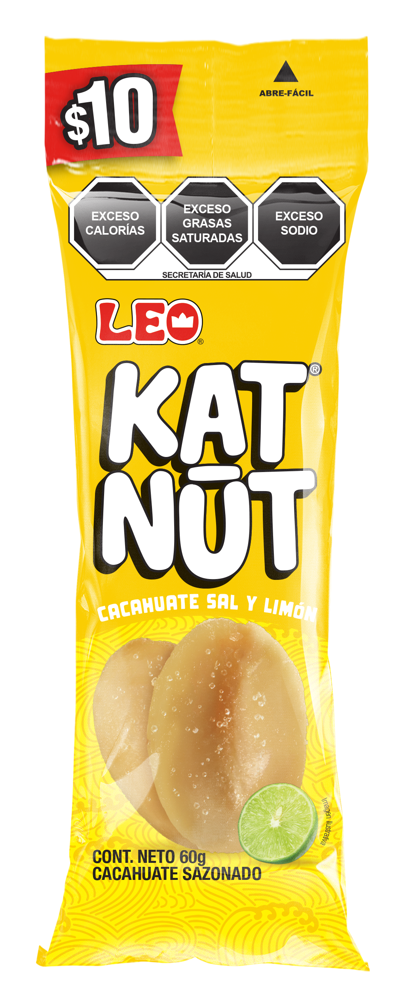 $10
ABRE-FÁCIL
EXCESO
CALORÍAS
EXCESO
GRASAS
SATURADAS
EXCESO
SODIO
SECRETARÍA DE SALUD
LEO®
KAT®
NŪT
CACAHUATE SAL Y LIMÓN
Imagen ilustrativa
CONT. NETO 60g
CACAHUATE SAZONADO